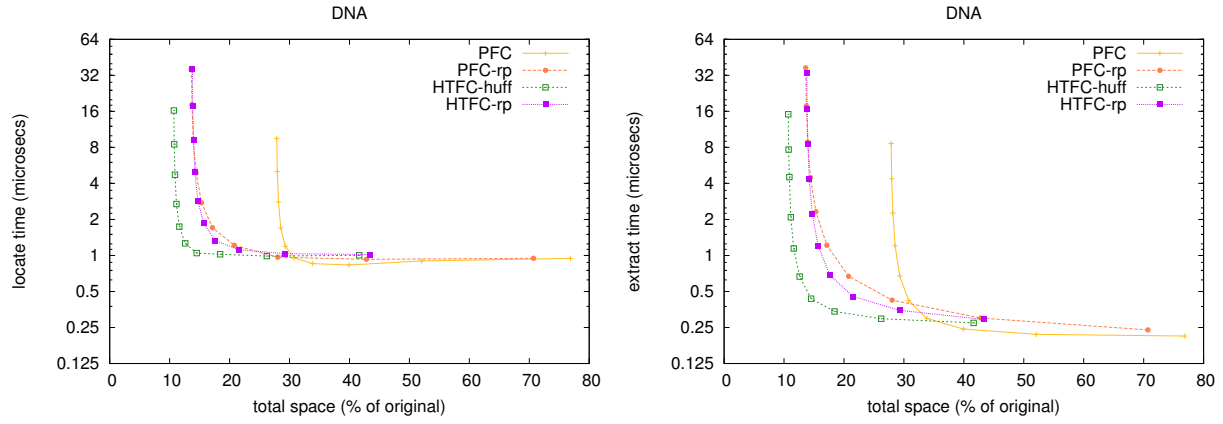 DNA
locate time (microsecs)
64
32
16
8
4
2
1
0.5
0.25
0.125
PFC
PFC-rp
HTFC-huff
HTFC-rp
0 10 20 30 40 50 60 70 80
total space (% of original)
DNA
extract time (microsecs)
64
32
16
8
4
2
1
0.5
0.25
0.125
PFC
PFC-rp
HTFC-huff
HTFC-rp
0 10 20 30 40 50 60 70 80
total space (% of original)